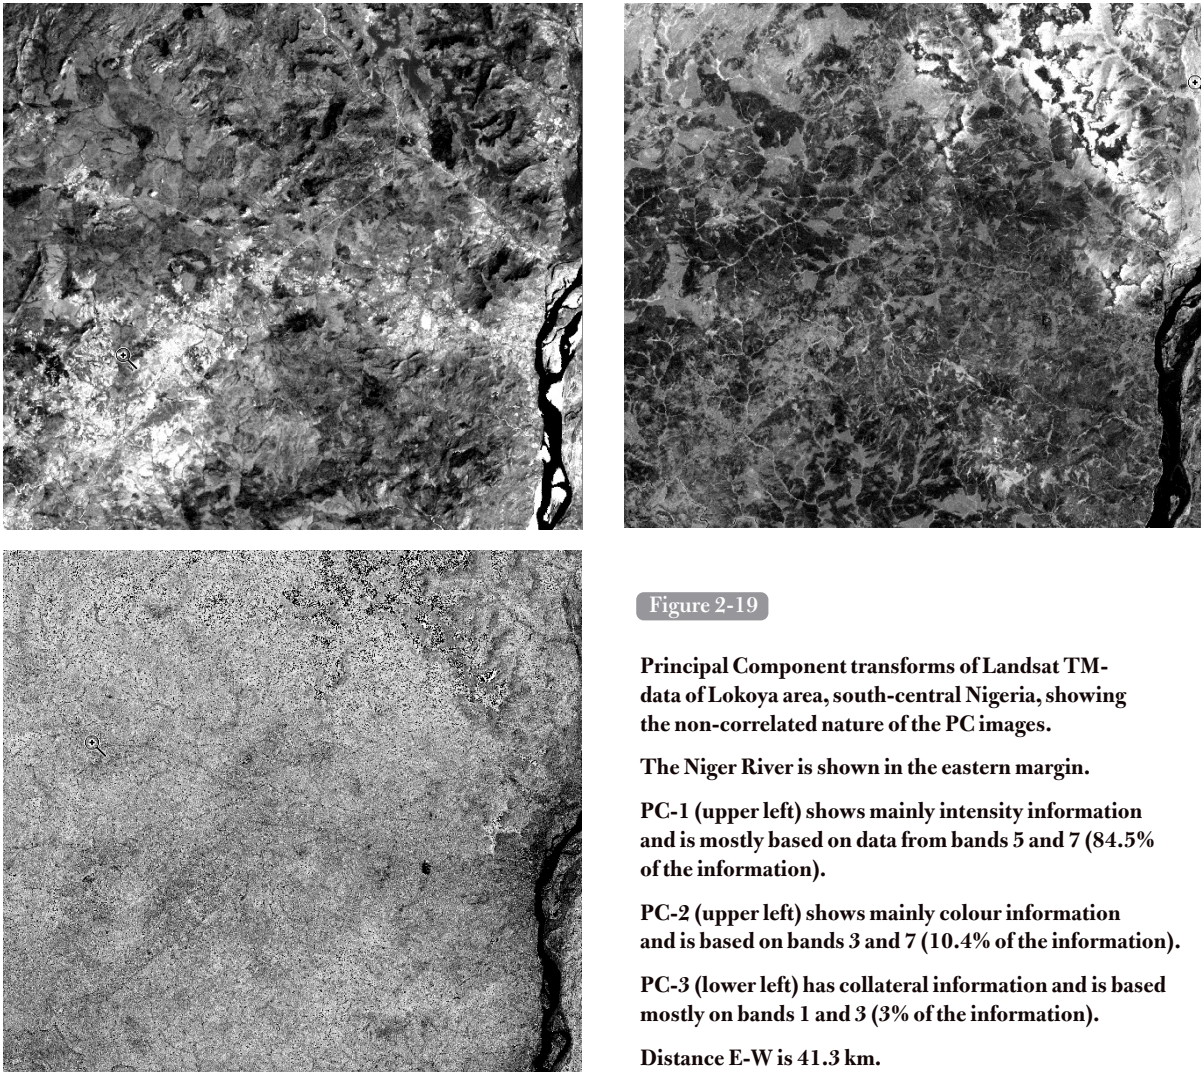 Figure 2-19
Principal Component transforms of Landsat TM-
data of Lokoya area, south-central Nigeria, showing
the non-correlated nature of the PC images.
The Niger River is shown in the eastern margin.
PC-1 (upper left) shows mainly intensity information
and is mostly based on data from bands 5 and 7 (84.5%
of the information).
PC-2 (upper left) shows mainly colour information
and is based on bands 3 and 7 (10.4% of the information).
PC-3 (lower left) has collateral information and is based
mostly on bands 1 and 3 (3% of the information).
Distance E-W is 41.3 km.